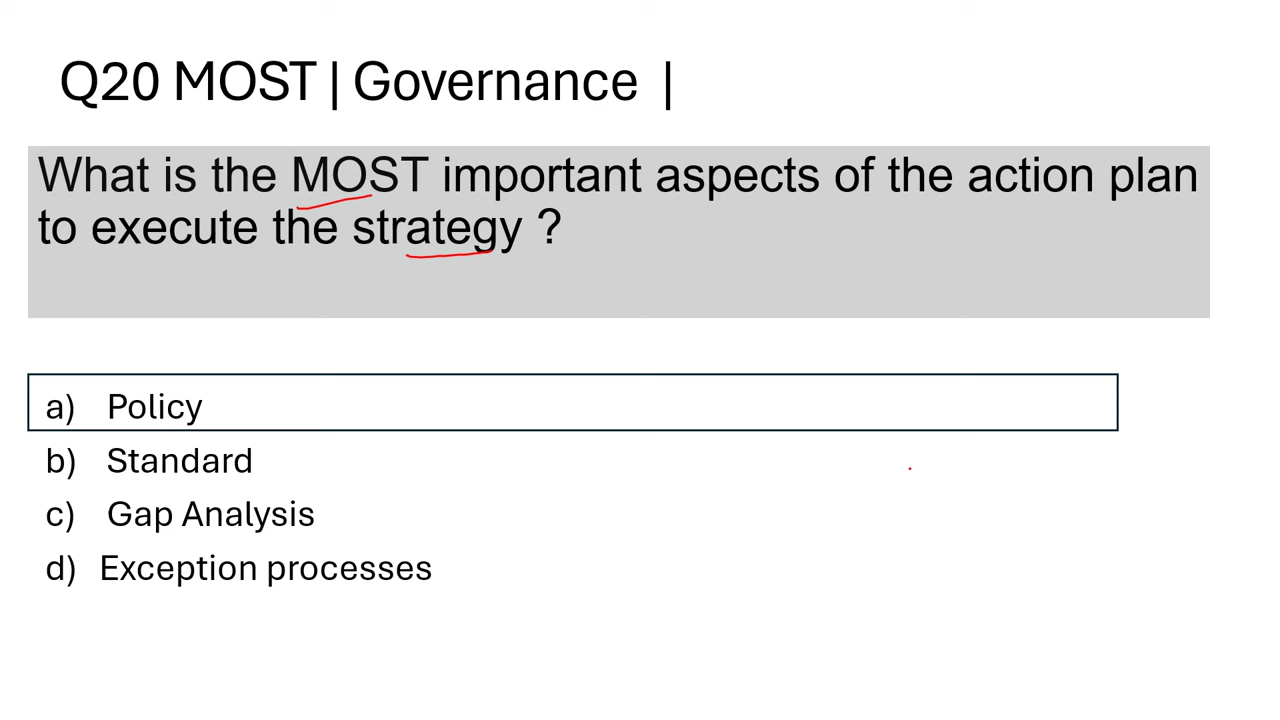 Q20 MOST | Governance |
What is the MOST important aspects of the action plan
to execute the strategy ?
a) Policy
b) Standard
c) Gap Analysis
d) Exception processes